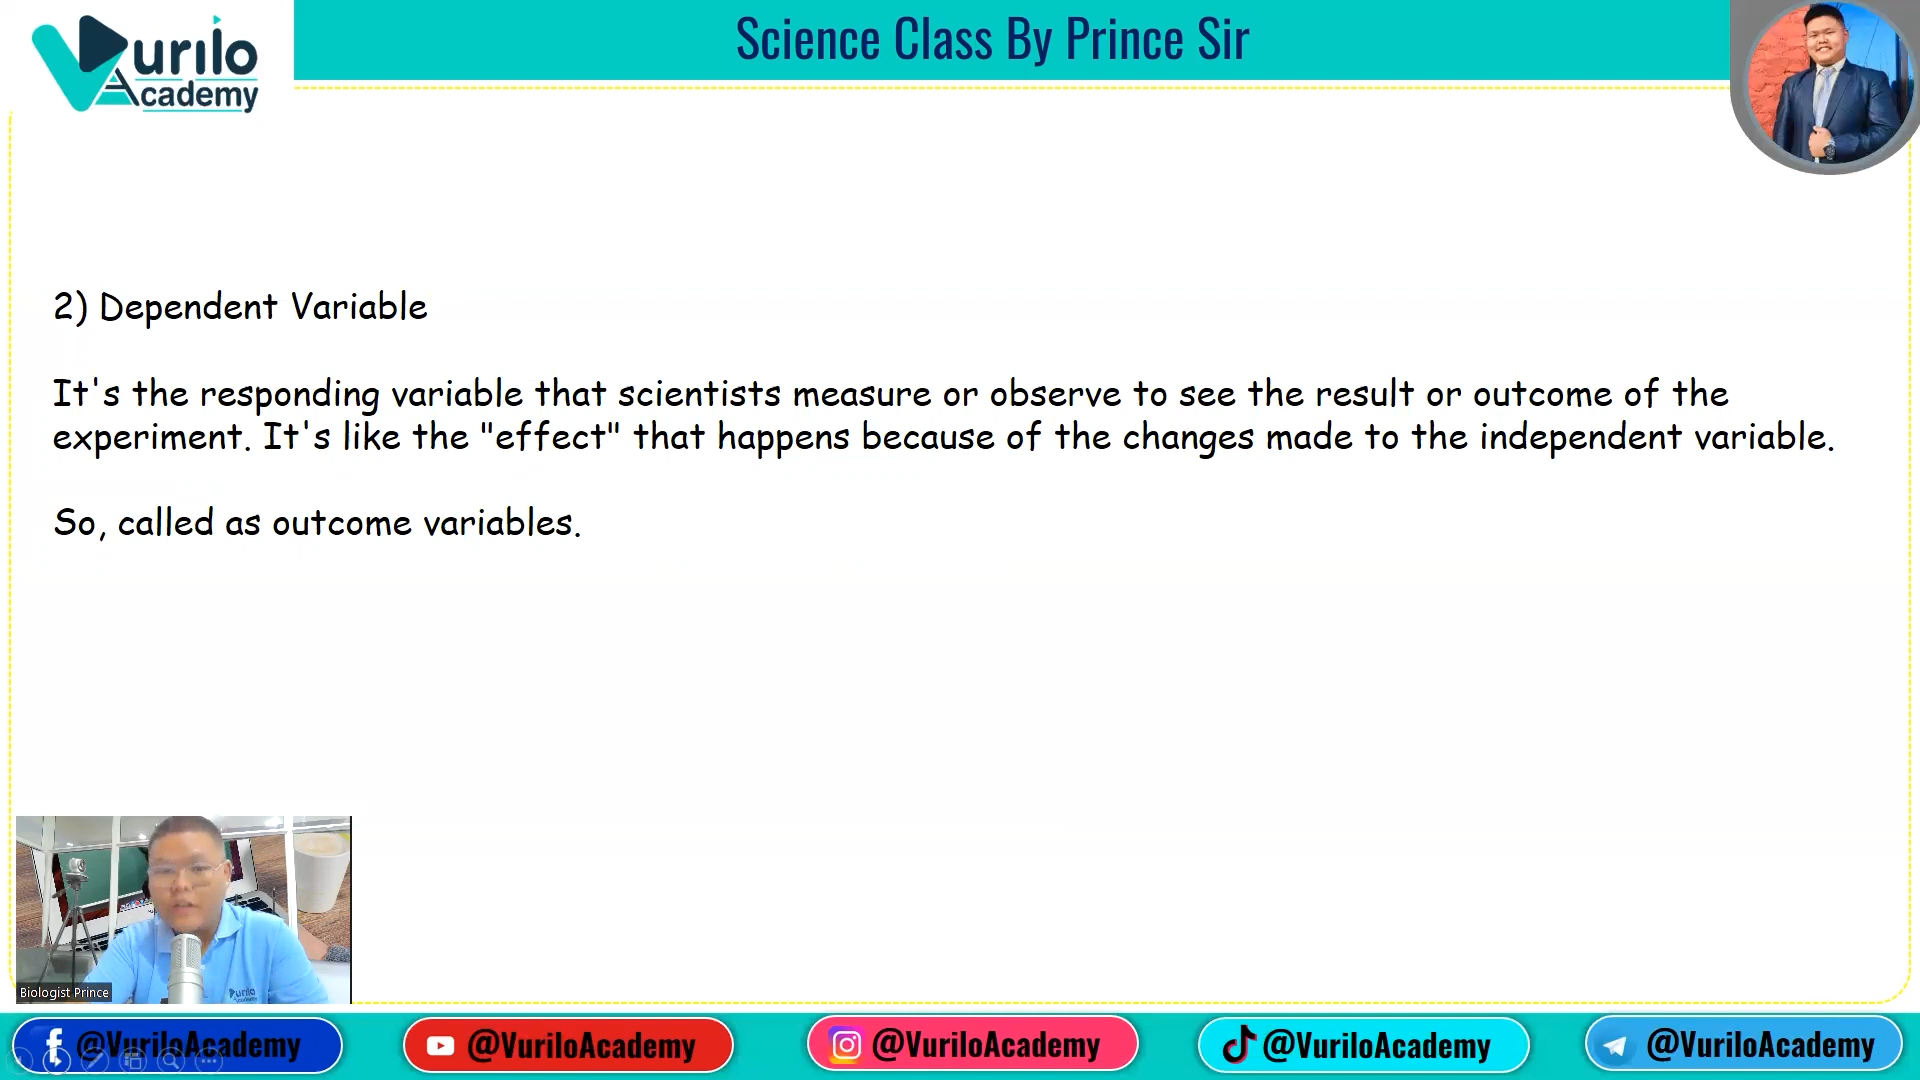 Vurilo
Academy
Science Class By Prince Sir
2) Dependent Variable
It's the responding variable that scientists measure or observe to see the result or outcome of the
experiment. It's like the "effect" that happens because of the changes made to the independent variable.
So, called as outcome variables.
Vurilo
Academy
Biologist Prince
@VuriloAcademy
@VuriloAcademy
@VuriloAcademy
@VuriloAcademy
@VuriloAcademy